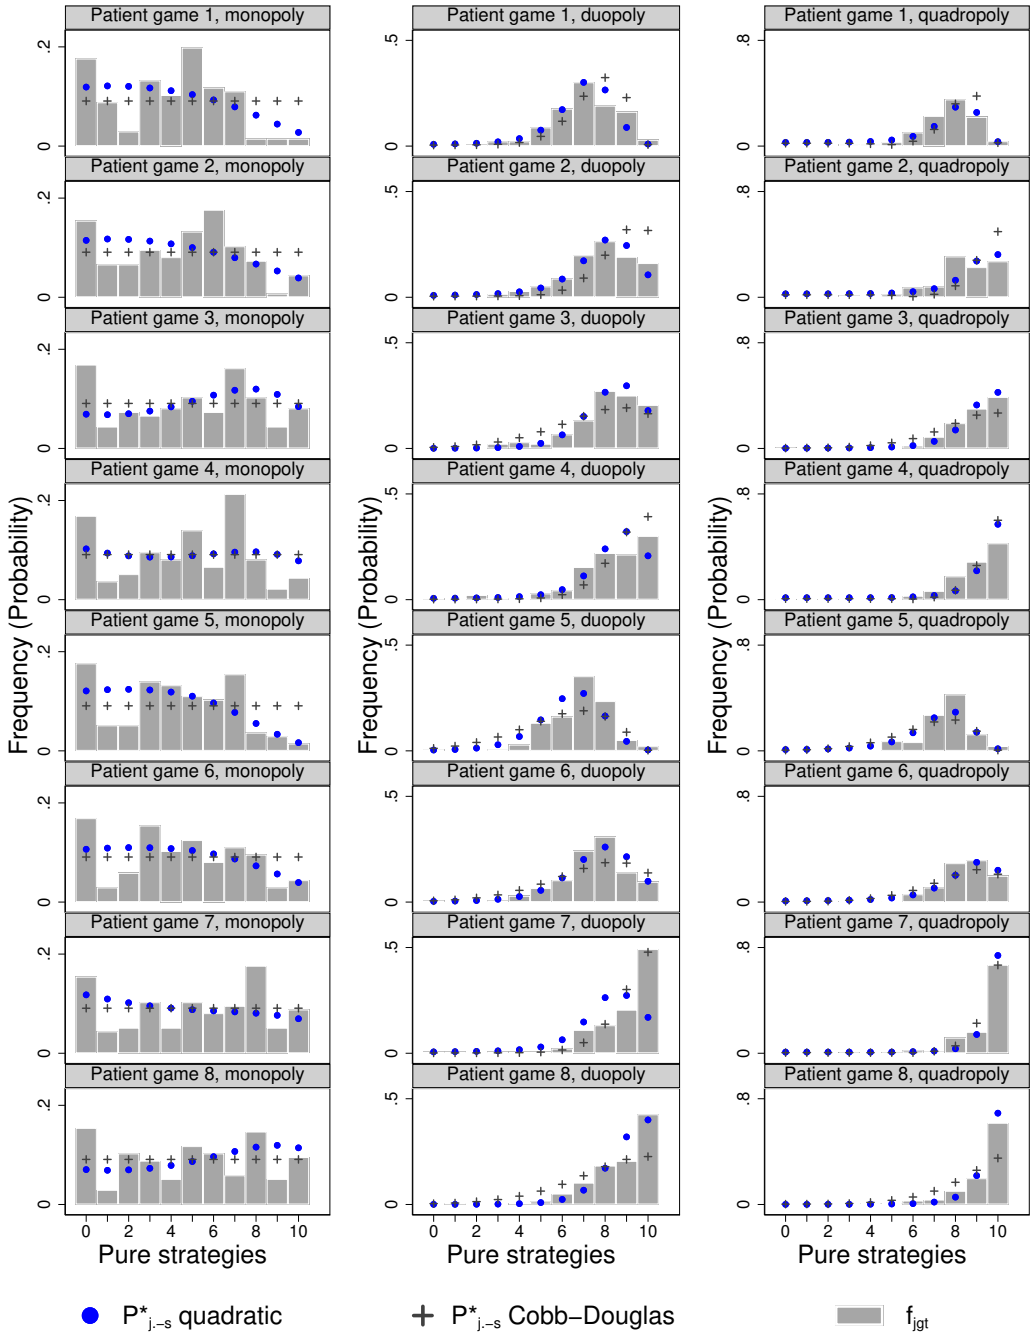 Patient game 1, monopoly
Patient game 1, duopoly
Patient game 1, quadropoly
.2
0
.5
0
.8
0
Patient game 2, monopoly
Patient game 2, duopoly
Patient game 2, quadropoly
.2
0
.5
0
.8
0
Patient game 3, monopoly
Patient game 3, duopoly
Patient game 3, quadropoly
.2
0
.5
0
.8
0
Patient game 4, monopoly
Patient game 4, duopoly
Patient game 4, quadropoly
.2
0
.5
0
.8
0
Frequency (Probability)
Frequency (Probability)
Frequency (Probability)
Patient game 5, monopoly
Patient game 5, duopoly
Patient game 5, quadropoly
.2
0
.5
0
.8
0
Patient game 6, monopoly
Patient game 6, duopoly
Patient game 6, quadropoly
.2
0
.5
0
.8
0
Patient game 7, monopoly
Patient game 7, duopoly
Patient game 7, quadropoly
.2
0
.5
0
.8
0
Patient game 8, monopoly
Patient game 8, duopoly
Patient game 8, quadropoly
.2
0
.5
0
.8
0
0 2 4 6 8 10
0 2 4 6 8 10
0 2 4 6 8 10
Pure strategies
Pure strategies
Pure strategies
P*j.−s quadratic
P*j.−s Cobb−Douglas
fjgt